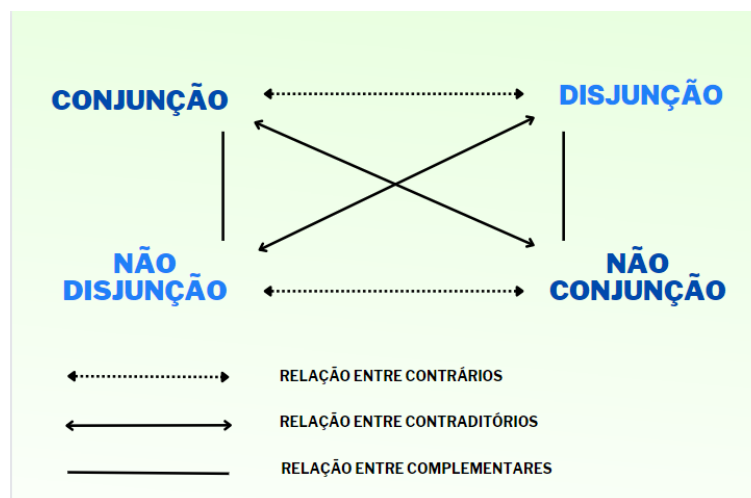 CONJUNÇÃO
DISJUNÇÃO
NÃO
DISJUNÇÃO
NÃO
CONJUNÇÃO
RELAÇÃO ENTRE CONTRÁRIOS
RELAÇÃO ENTRE CONTRADITÓRIOS
RELAÇÃO ENTRE COMPLEMENTARES